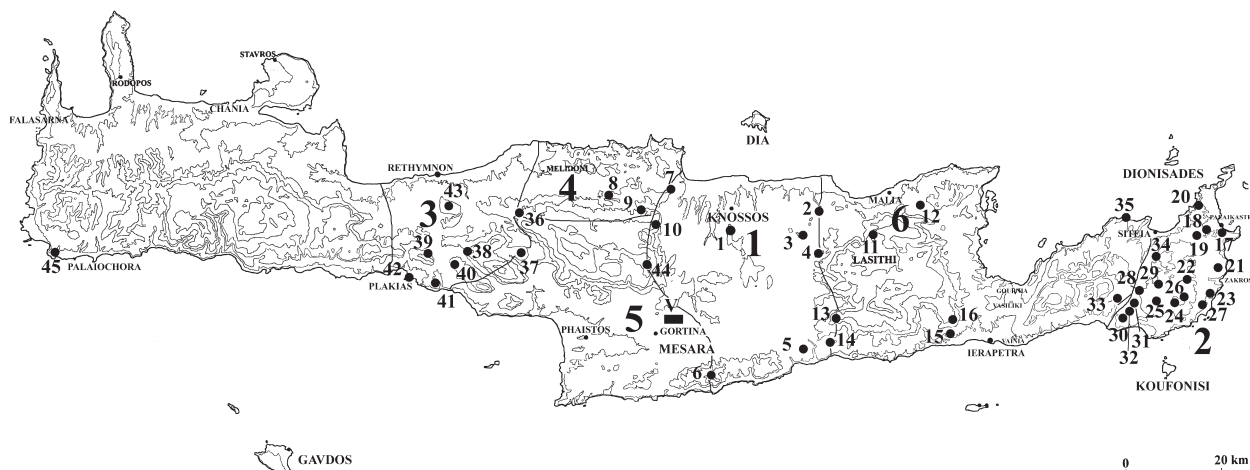 STAVROS
RODOPOS
CHANIA
FALASARNA
DIA
RETHYMNON
MELIDONI
DIONISADES
43
3
4
8
7
9
36
10
KNOSSOS
1
1
2
3
4
MALIA
6
12
11
LASITHI
35
20
18
PALAIKASTRO
SITEIA
34
19
17
39
38
37
40
42
PLAKIAS
41
44
45
PALAIOCHORA
28
29
22
21
ZAKROS
26
33
25
24
23
27
GOURNIA
VASILIKI
5
PHAISTOS
GORTINA
MESARA
13
16
15
14
5
VAINIA
IERAPETRA
30
31
32
2
6
KOUFONISI
GAVDOS
0
20 km